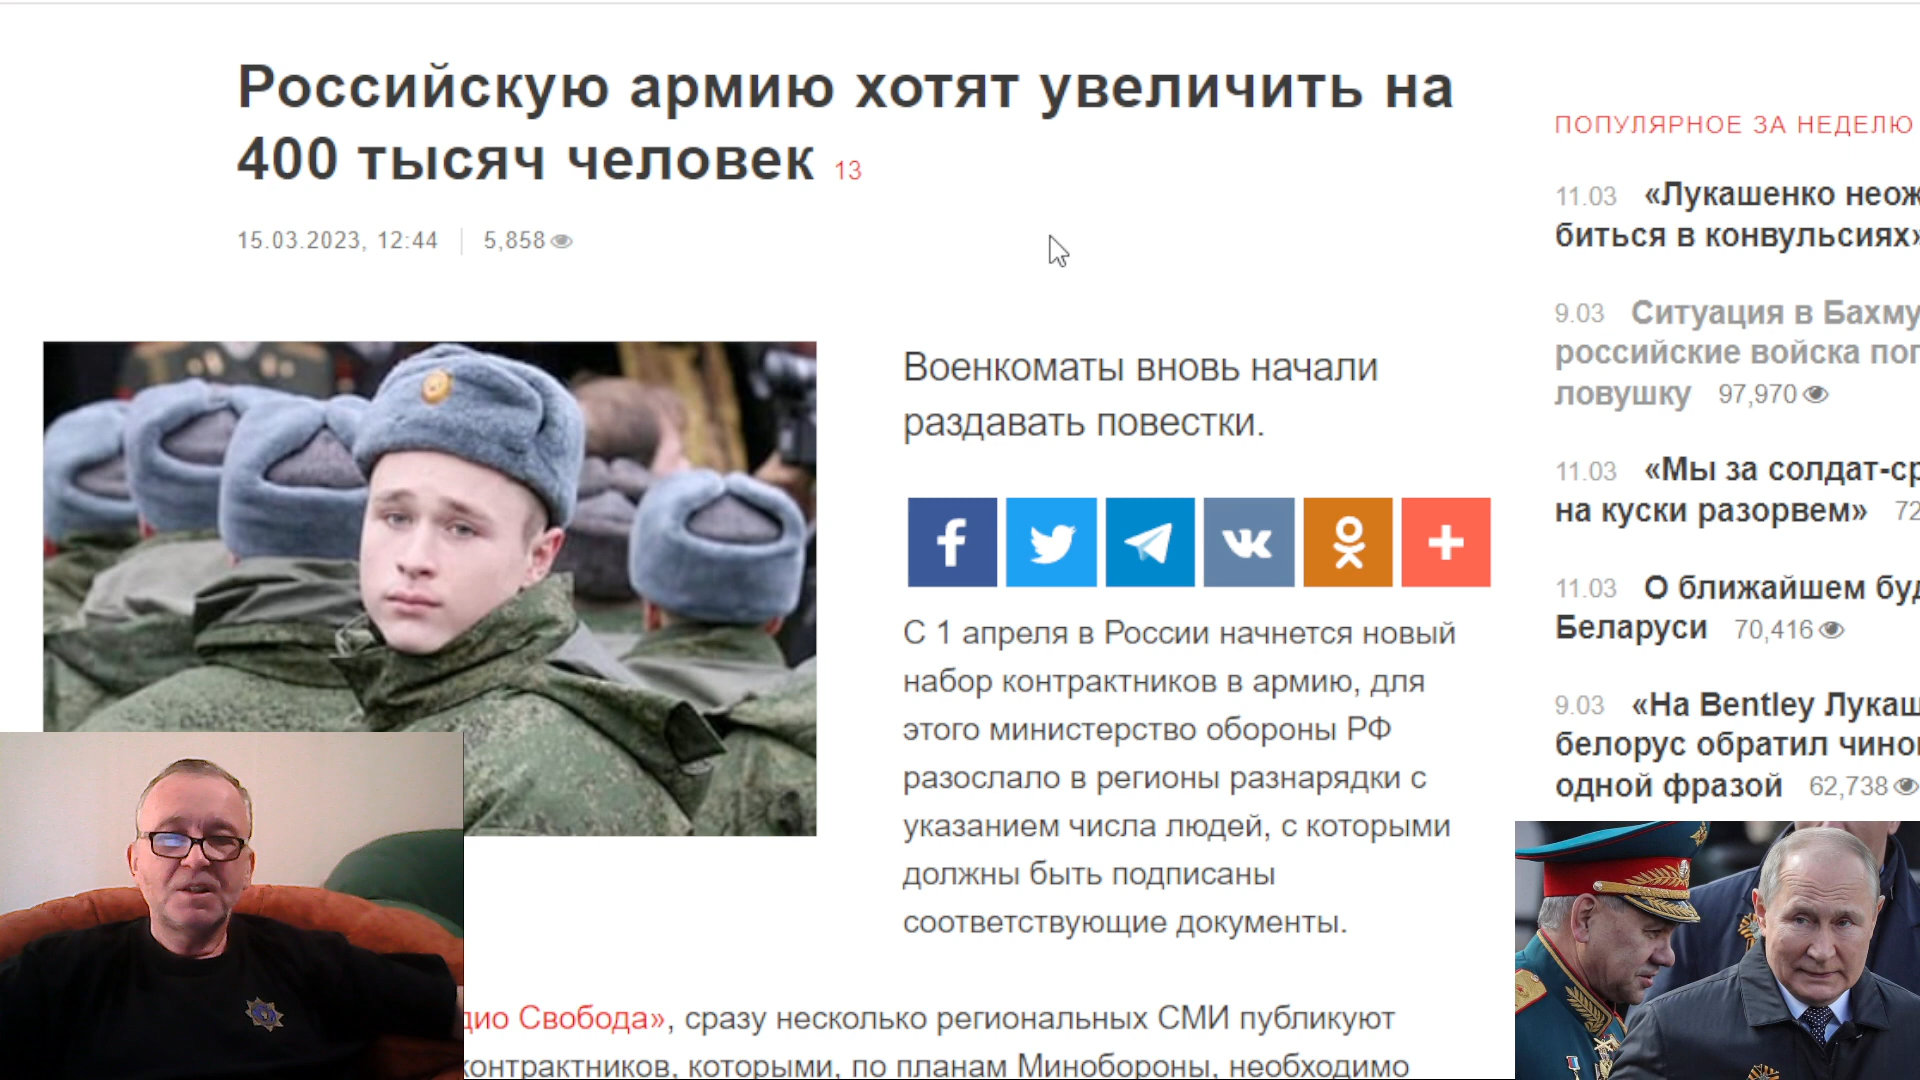 Российскую армию хотят увеличить на
400 тысяч человек 13
15.03.2023, 12:44 5,858
Военкоматы вновь начали
раздавать повестки.
С 1 апреля в России начнется новый
набор контрактников в армию, для
этого министерство обороны РФ
разослало в регионы разнарядки с
указанием числа людей, с которыми
должны быть подписаны
соответствующие документы.
Свобода», сразу несколько региональных СМИ публикуют
которыми, по планам Минобороны, необходимо
ПОПУЛЯРНОЕ ЗА НЕДЕЛЮ
11.03 «Лукашенко
биться в конвульсиях»
9.03 Ситуация в
российские войска
ловушку 97,970
11.03 «Мы за
на куски разорвем»
11.03 О ближайшем
Беларуси 70,416
9.03 «На Bentley
белорус обратил
одной фразой 62,738